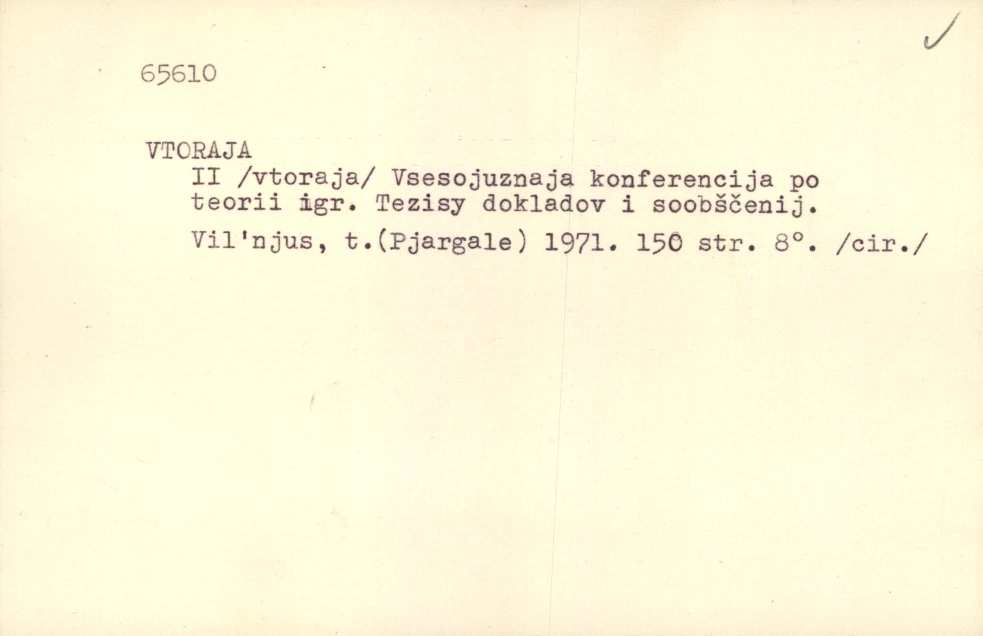 65610
VTORAJA
II /vtoraja/ Vsesojuznaja konferencija po
teorii igr. Tezisy dokladov i soobščenij.
Vil'njus, t.(Pjargale) 1971. 150 str. 8°. /cir./